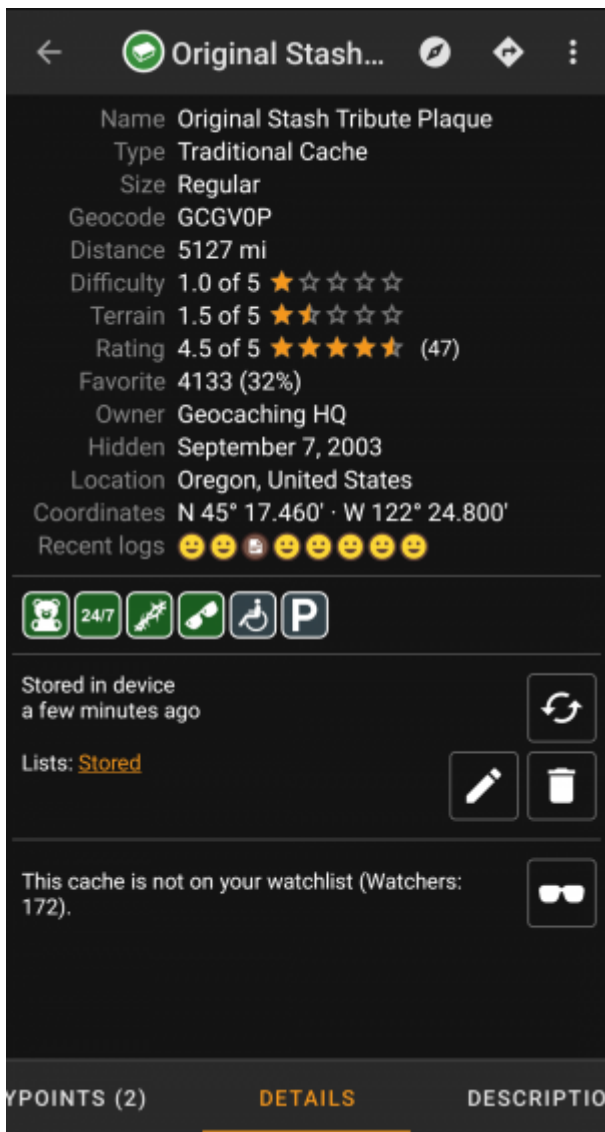 Original Stash...
Name Original Stash Tribute Plaque
Type Traditional Cache
Size Regular
Geocode GCGV0P
Distance 5127 mi
Difficulty 1.0 of 5
Terrain 1.5 of 5
Rating 4.5 of 5 (47)
Favorite 4133 (32%)
Owner Geocaching HQ
Hidden September 7, 2003
Location Oregon, United States
Coordinates N 45° 17.460' · W 122° 24.800'
Recent logs
24/7 P
Stored in device
a few minutes ago
Lists: Stored
This cache is not on your watchlist (Watchers:
172).
YPOINTS (2) DETAILS DESCRIPTIO